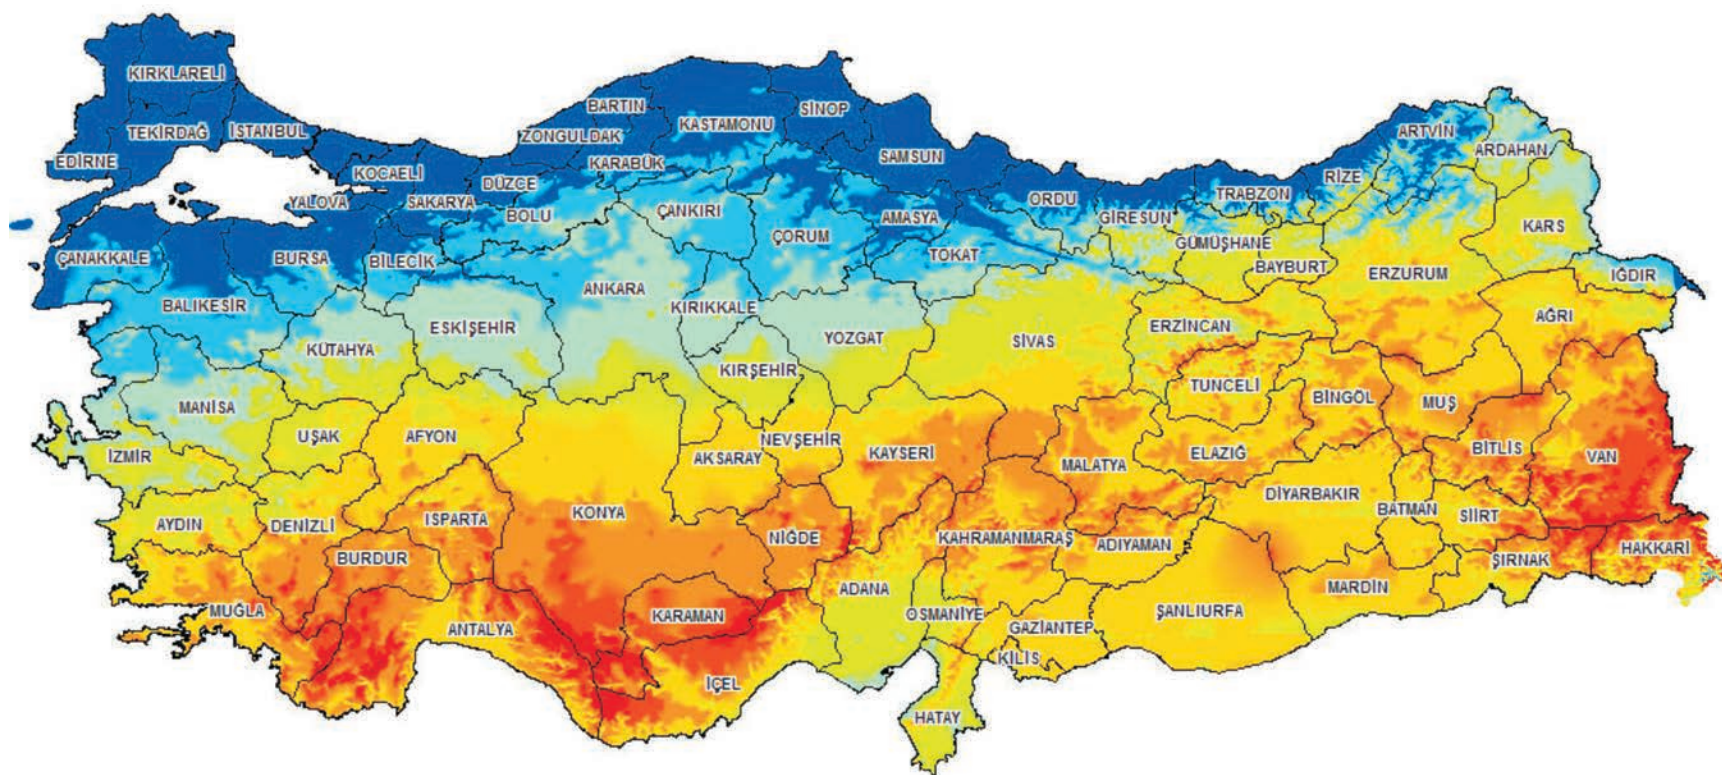 KIRKLARELİ
TEKİRDAĞ
İSTANBUL
EDİRNE
KOCAELİ
YALOVA
SAKARYA
DÜZCE
BOLU
ZONGULDAK
BARTIN
KARABÜK
KASTAMONU
SİNOP
SAMSUN
ÇANKIRI
ÇORUM
AMASYA
TOKAT
ORDU
GİRESUN
TRABZON
RİZE
ARTVİN
ARDAHAN
KARS
GÜMÜŞHANE
BAYBURT
ERZURUM
IĞDIR
AĞRI
ÇANAKKALE
BURSA
BİLECİK
BALIKESİR
KÜTAHYA
ESKİŞEHİR
ANKARA
KIRIKKALE
KIRŞEHİR
YOZGAT
SİVAS
ERZİNCAN
TUNCELİ
BİNGÖL
MUŞ
BİTLİS
VAN
MANİSA
İZMİR
UŞAK
AFYON
AKSARAY
NEVŞEHİR
KAYSERİ
MALATYA
ELAZIĞ
DİYARBAKIR
BATMAN
SİİRT
ŞIRNAK
HAKKARİ
AYDIN
DENİZLİ
ISPARTA
BURDUR
KONYA
NİĞDE
KAHRAMANMARAŞ
ADIYAMAN
MARDİN
ŞANLIURFA
MUĞLA
ANTALYA
KARAMAN
İÇEL
ADANA
OSMANİYE
GAZİANTEP
KİLİS
HATAY